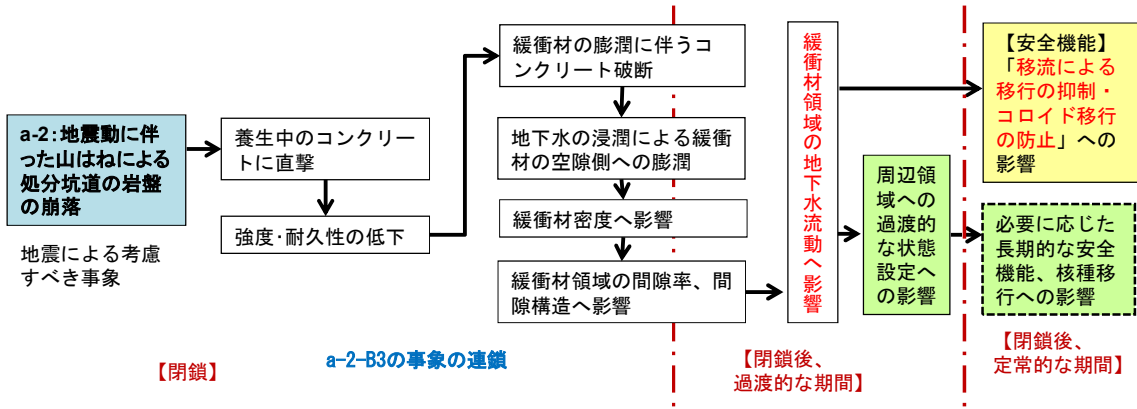 a-2:地震動に伴
った山はねによる
処分坑道の岩盤
の崩落
地震による考慮
すべき事象
養生中のコンクリー
トに直撃
強度・耐久性の低下
緩衝材の膨潤に伴うコ
ンクリート破断
地下水の浸潤による緩衝
材の空隙側への膨潤
緩衝材密度へ影響
緩衝材領域の間隙率、間
隙構造へ影響
緩衝材領域の地下水流動へ影響
周辺領
域への
過渡的
な状態
設定へ
の影響
【安全機能】
「移流による
移行の抑制・
コロイド移行
の防止」への
影響
必要に応じた
長期的な安全
機能、核種移
行への影響
【閉鎖】
a-2-B3の事象の連鎖
【閉鎖後、
過渡的な期間】
【閉鎖後、
定常的な期間】